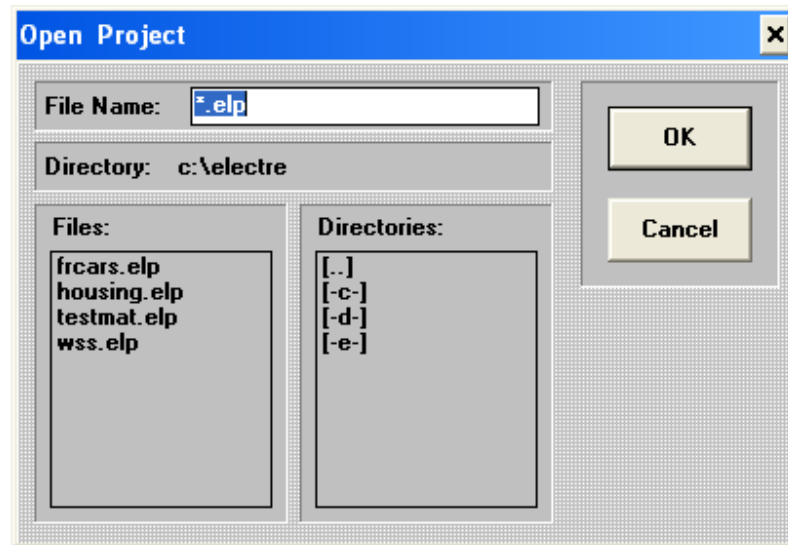 Open Project
File Name: *.elp
Directory: c:\electre
OK
Cancel
Files:
frcars.elp
housing.elp
testmat.elp
wss.elp
Directories:
[..]
[-c-]
[-d-]
[-e-]